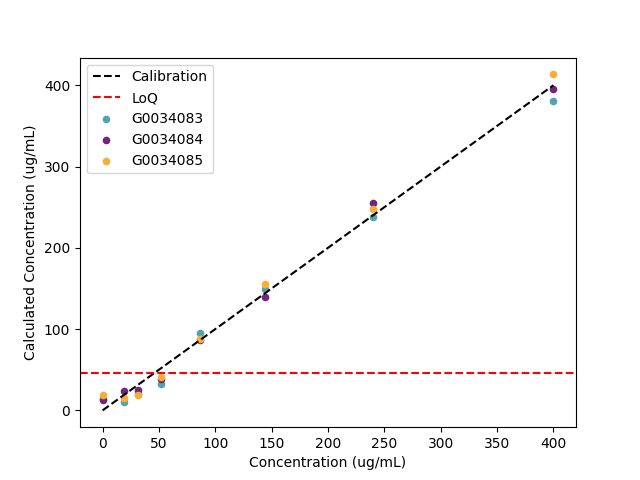 Calibration
LoQ
G0034083
G0034084
G0034085
400
300
200
100
0
Calculated Concentration (ug/mL)
0 50 100 150 200 250 300 350 400
Concentration (ug/mL)